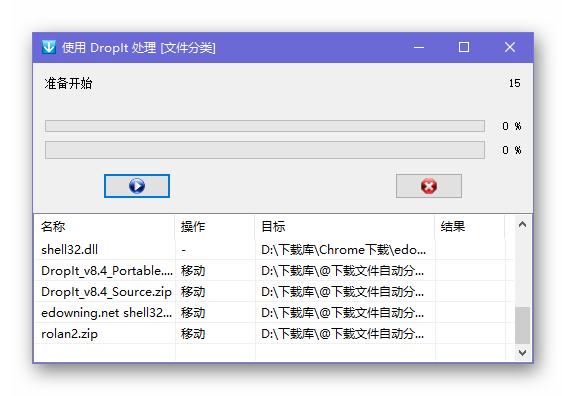 使用 DropIt 处理 [文件分类]
准备开始 15
0 %
0 %
名称 操作 目标 结果
shell32.dll - D:\下载库\Chrome下载\edo...
DropIt_v8.4_Portable.... 移动 D:\下载库\@下载文件自动分...
DropIt_v8.4_Source.zip 移动 D:\下载库\@下载文件自动分...
edowning.net shell32... 移动 D:\下载库\@下载文件自动分...
rolan2.zip 移动 D:\下载库\@下载文件自动分...